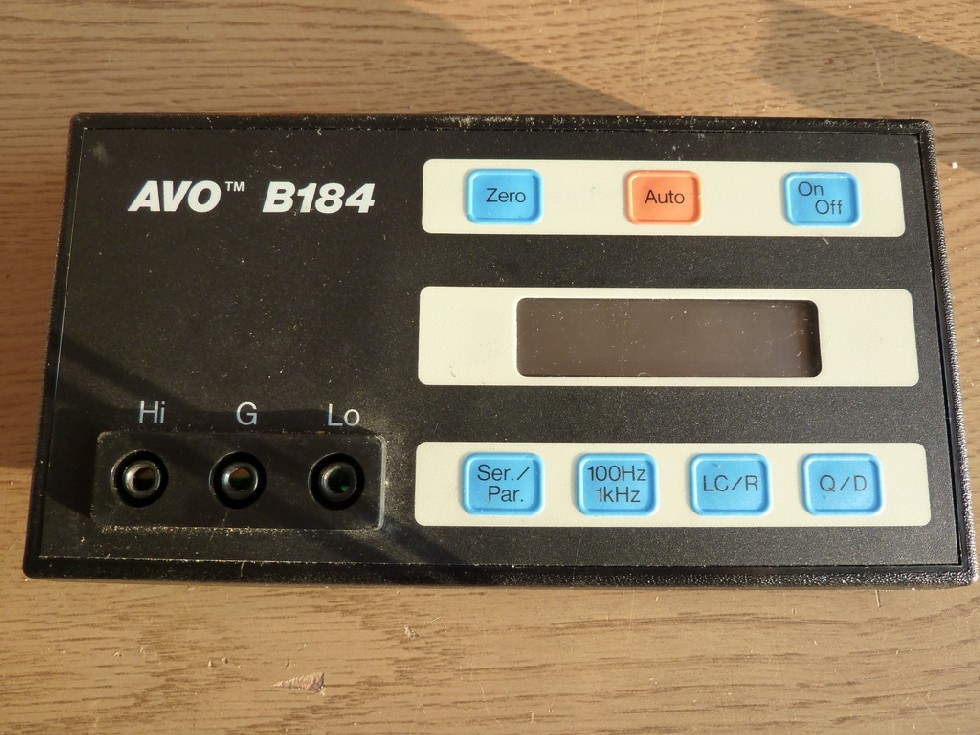 AVO™ B184
Zero
Auto
On
Off
Hi
G
Lo
Ser./
Par.
100Hz
1kHz
LC/R
Q/D